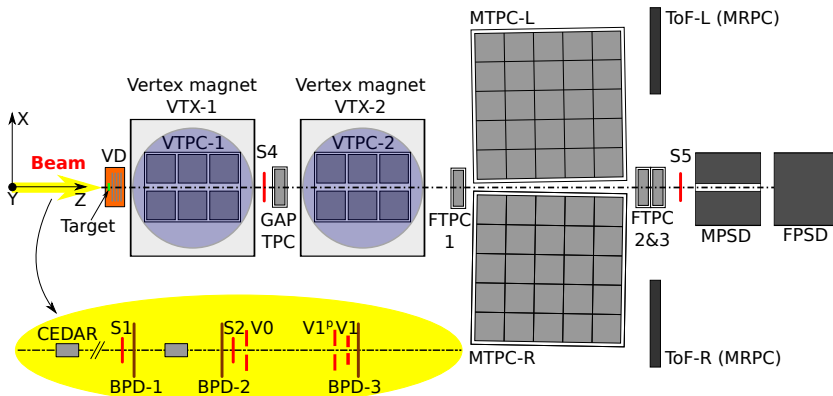 MTPC-L
ToF-L (MRPC)
Vertex magnet
VTX-1
Vertex magnet
VTX-2
X
VD
VTPC-1
S4
VTPC-2
S5
Beam
Y
Z
Target
GAP
TPC
FTPC
1
FTPC
2&3
MPSD
FPSD
CEDAR
S1
S2
V0
V1ᵖ
V1
BPD-1
BPD-2
BPD-3
MTPC-R
ToF-R (MRPC)